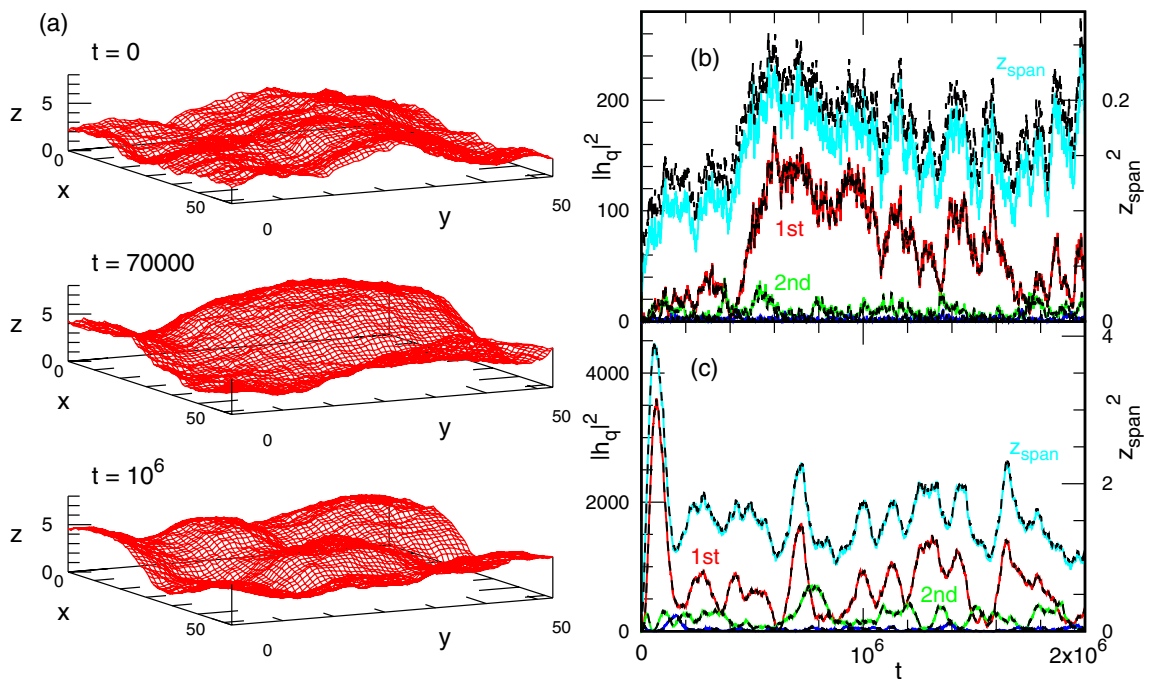 (a)
t = 0
z
5
0
0
x
50
0
y
50
t = 70000
z
5
0
0
x
50
0
y
50
t = 10^6
z
5
0
0
x
50
0
y
50
(b)
z_span
200
100
0
|h_q|^2
1st
2nd
0.2
2
0
z_span
(c)
z_span
4000
2000
0
|h_q|^2
1st
2nd
4
2
2
0
z_span
0
10^6
2x10^6
t